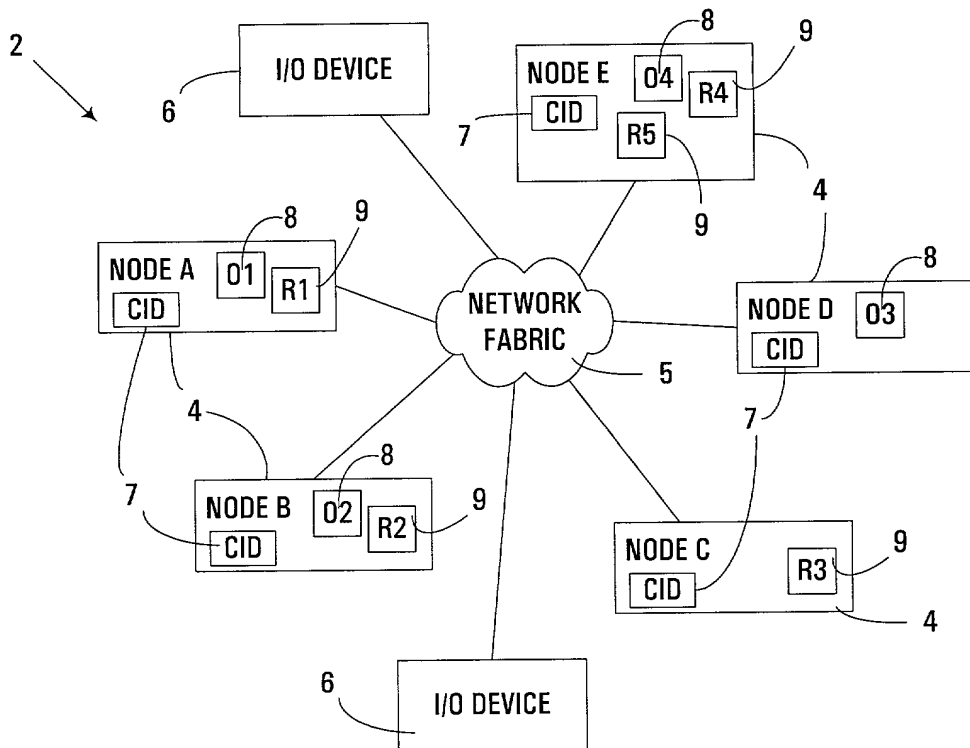 2
6
I/O DEVICE
8
9
NODE E
O4
R4
7
CID
R5
9
4
8
9
NODE A
O1
R1
CID
NETWORK
FABRIC
5
8
NODE D
O3
CID
4
7
7
8
9
NODE B
O2
R2
CID
NODE C
9
CID
R3
4
6
I/O DEVICE